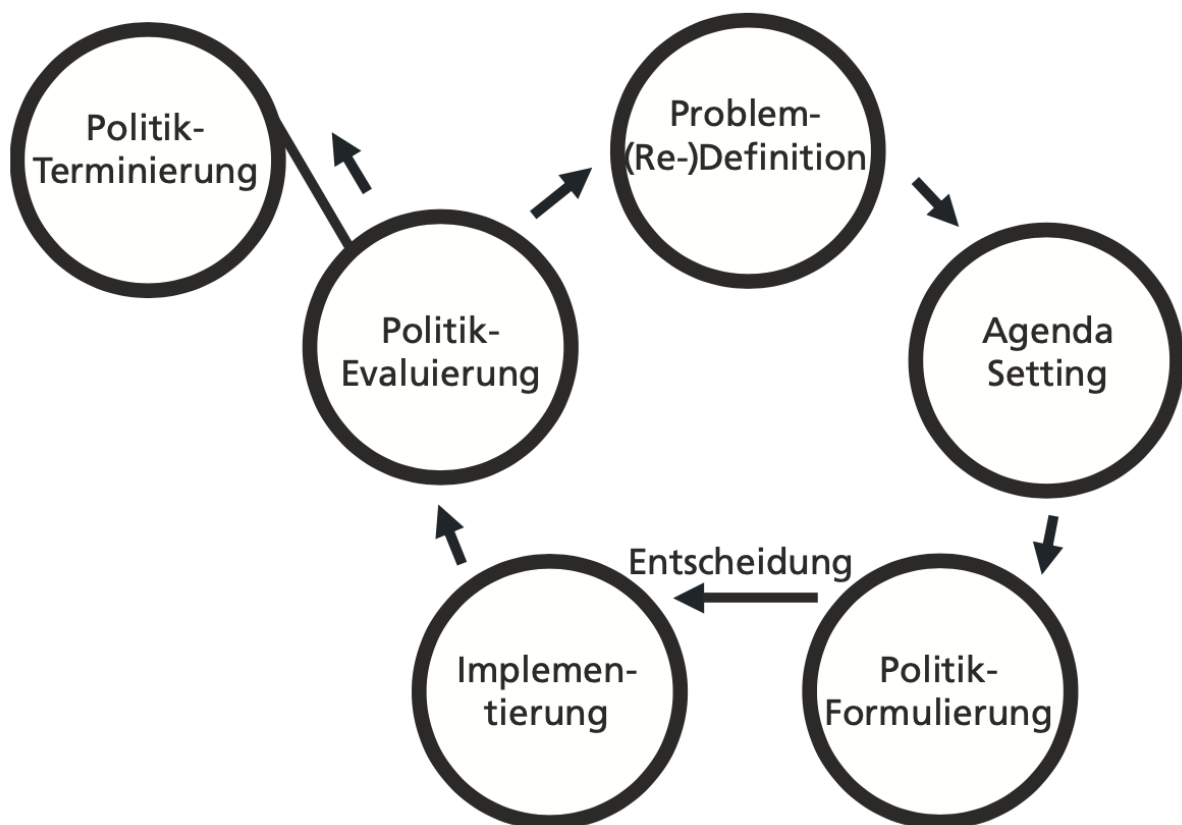 Politik-
Terminierung
Problem-
(Re-)Definition
Politik-
Evaluierung
Agenda
Setting
Entscheidung
Implemen-
tierung
Politik-
Formulierung